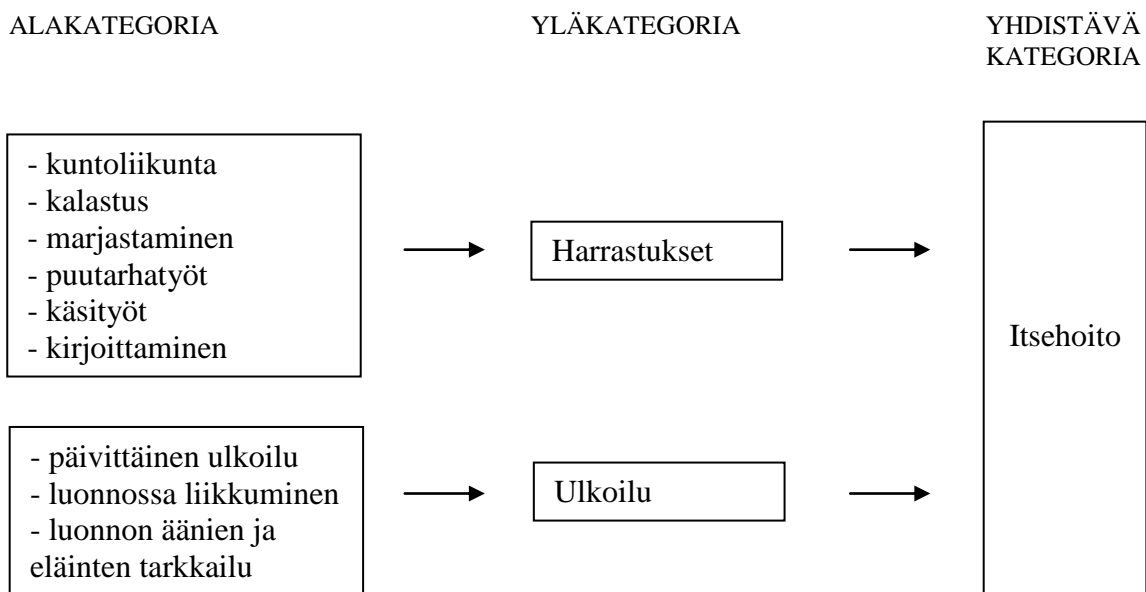 ALAKATEGORIA
YLÄKATEGORIA
YHDISTÄVÄ
KATEGORIA
- kuntoliikunta
- kalastus
- marjastaminen
- puutarhatyöt
- käsityöt
- kirjoittaminen
Harrastukset
Itsehoito
- päivittäinen ulkoilu
- luonnossa liikkuminen
- luonnon äänien ja
eläinten tarkkailu
Ulkoilu